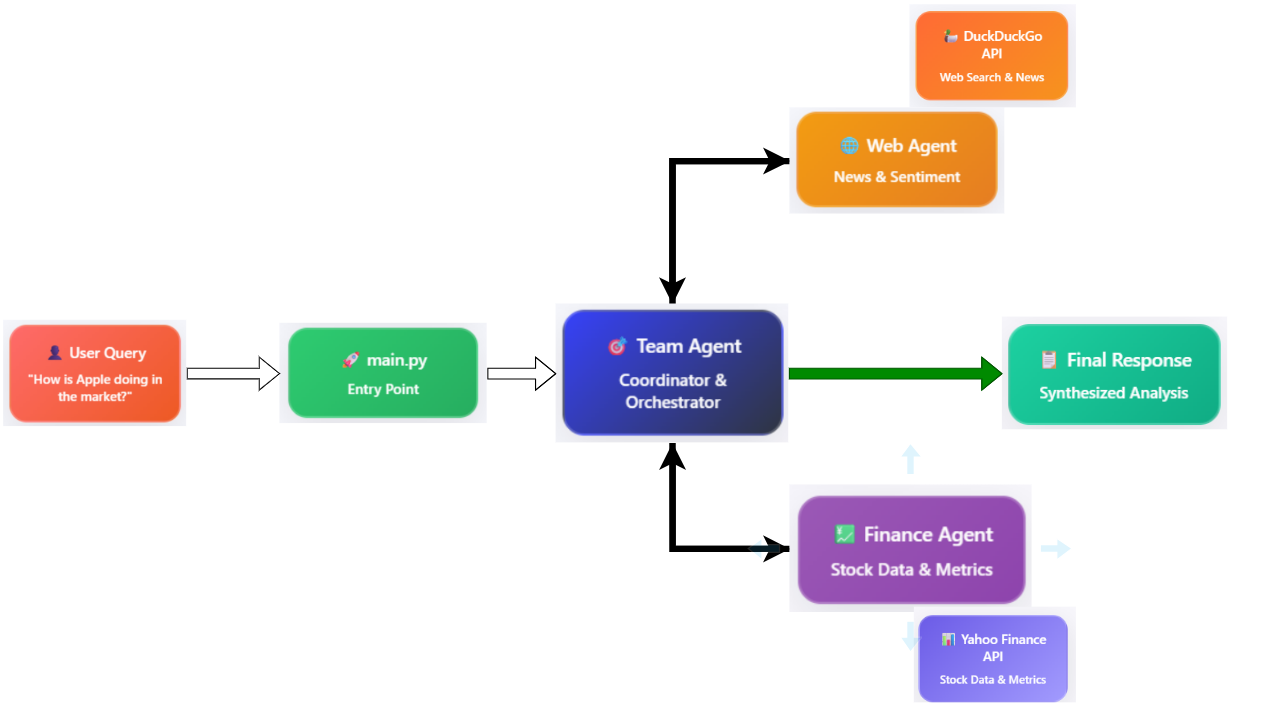 DuckDuckGo
API
Web Search & News
Web Agent
News & Sentiment
User Query
"How is Apple doing in
the market?"
main.py
Entry Point
Team Agent
Coordinator &
Orchestrator
Final Response
Synthesized Analysis
Finance Agent
Stock Data & Metrics
Yahoo Finance
API
Stock Data & Metrics